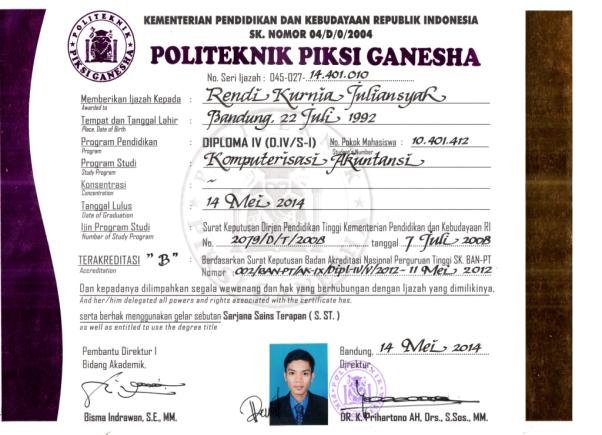 KEMENTERIAN PENDIDIKAN DAN KEBUDAYAAN REPUBLIK INDONESIA
SK. NOMOR 04/D/0/2004
POLITEKNIK PIKSI GANESHA
POLITEKNIK
PIKSI GANESHA
No. Seri Ijazah : 045-027-14.401.010
Memberikan Ijazah Kepada : Rendi Kurnia Juliansyah
Awarded to
Tempat dan Tanggal Lahir : Bandung, 22 Juli 1992
Place, Date of Birth
Program Pendidikan : DIPLOMA IV (D.IV/S-I) No. Pokok Mahasiswa : 10.401.412
Program Student's Number
Program Studi : Komputerisasi Akuntansi
Study Program
Konsentrasi : ~
Concentration
Tanggal Lulus : 14 Mei 2014
Date of Graduation
Ijin Program Studi : Surat Keputusan Dirjen Pendidikan Tinggi Kementerian Pendidikan dan Kebudayaan RI
Number of Study Program No. 2079/D/T/2008 tanggal 7 Juli 2008
TERAKREDITASI "B" : Berdasarkan Surat Keputusan Badan Akreditasi Nasional Perguruan Tinggi SK. BAN-PT
Accreditation Nomor : 002/BAN-PT/AK-IX/Dipl-IV/V/2012- 11 Mei 2012
Dan kepadanya dilimpahkan segala wewenang dan hak yang berhubungan dengan Ijazah yang dimilikinya,
And her/him delegated all powers and rights associated with the certificate has,
serta berhak menggunakan gelar sebutan Sarjana Sains Terapan ( S. ST. )
as well as entitled to use the degree title
Pembantu Direktur I
Bidang Akademik,
Bisma Indrawan, S.E., MM.
Bandung, 14 Mei 2014
Direktur
DR. K. Prihartono AH, Drs., S.Sos., MM.